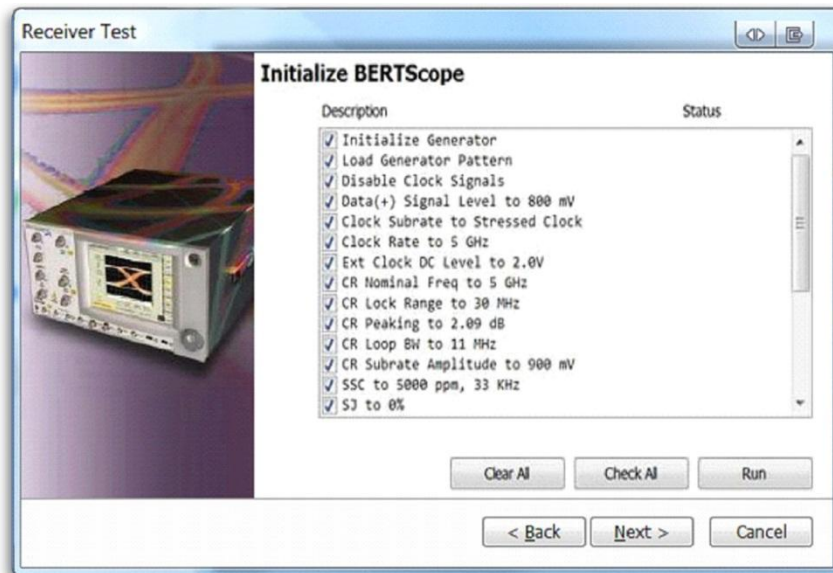 Receiver Test
Initialize BERTScope
Description Status
Initialize Generator
Load Generator Pattern
Disable Clock Signals
Data(+) Signal Level to 800 mV
Clock Subrate to Stressed Clock
Clock Rate to 5 GHz
Ext Clock DC Level to 2.0V
CR Nominal Freq to 5 GHz
CR Lock Range to 30 MHz
CR Peaking to 2.09 dB
CR Loop BW to 11 MHz
CR Subrate Amplitude to 900 mV
SSC to 5000 ppm, 33 KHz
SJ to 0%
Clear All Check All Run
< Back Next > Cancel